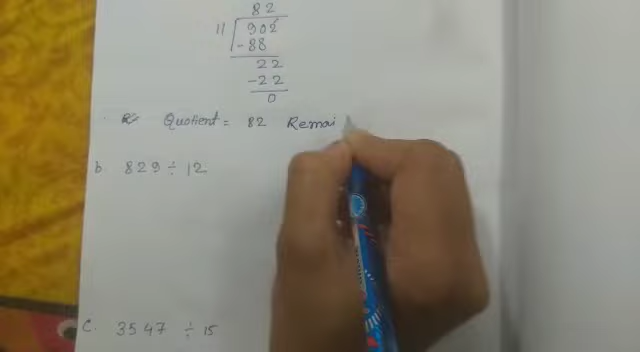 82
11 902
-88
22
-22
0
Quotient = 82 Remai
b. 829 ÷ 12
C. 3547 ÷ 15